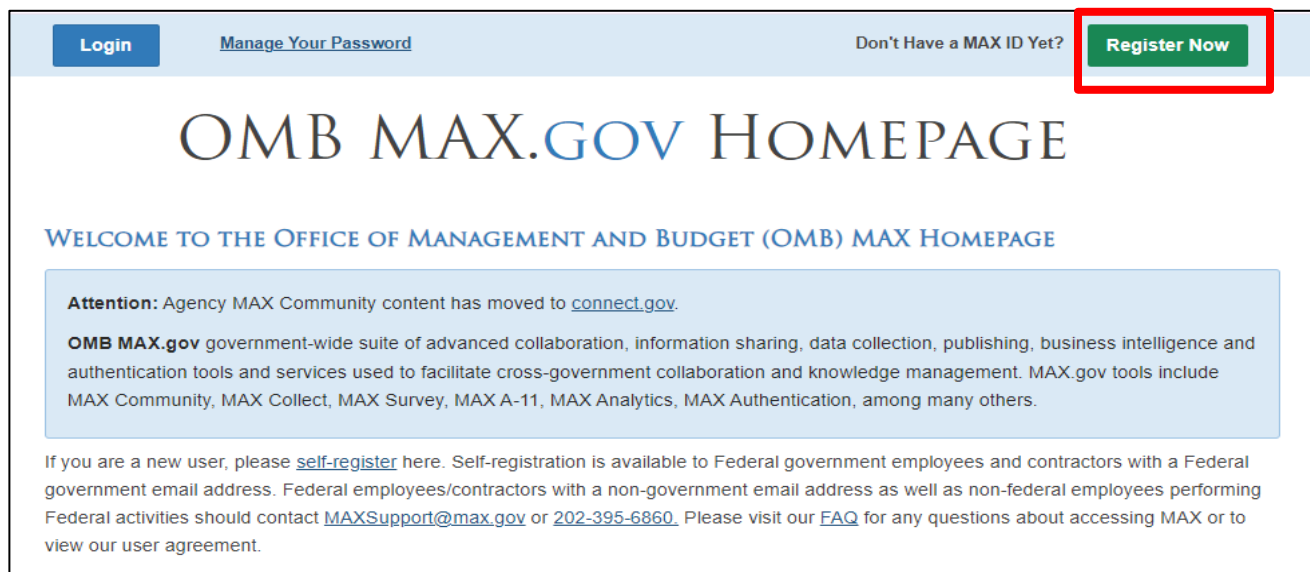 Login Manage Your Password Don't Have a MAX ID Yet? Register Now
OMB MAX.GOV HOMEPAGE
WELCOME TO THE OFFICE OF MANAGEMENT AND BUDGET (OMB) MAX HOMEPAGE
Attention: Agency MAX Community content has moved to connect.gov.
OMB MAX.gov government-wide suite of advanced collaboration, information sharing, data collection, publishing, business intelligence and
authentication tools and services used to facilitate cross-government collaboration and knowledge management. MAX.gov tools include
MAX Community, MAX Collect, MAX Survey, MAX A-11, MAX Analytics, MAX Authentication, among many others.
If you are a new user, please self-register here. Self-registration is available to Federal government employees and contractors with a Federal
government email address. Federal employees/contractors with a non-government email address as well as non-federal employees performing
Federal activities should contact MAXSupport@max.gov or 202-395-6860. Please visit our FAQ for any questions about accessing MAX or to
view our user agreement.